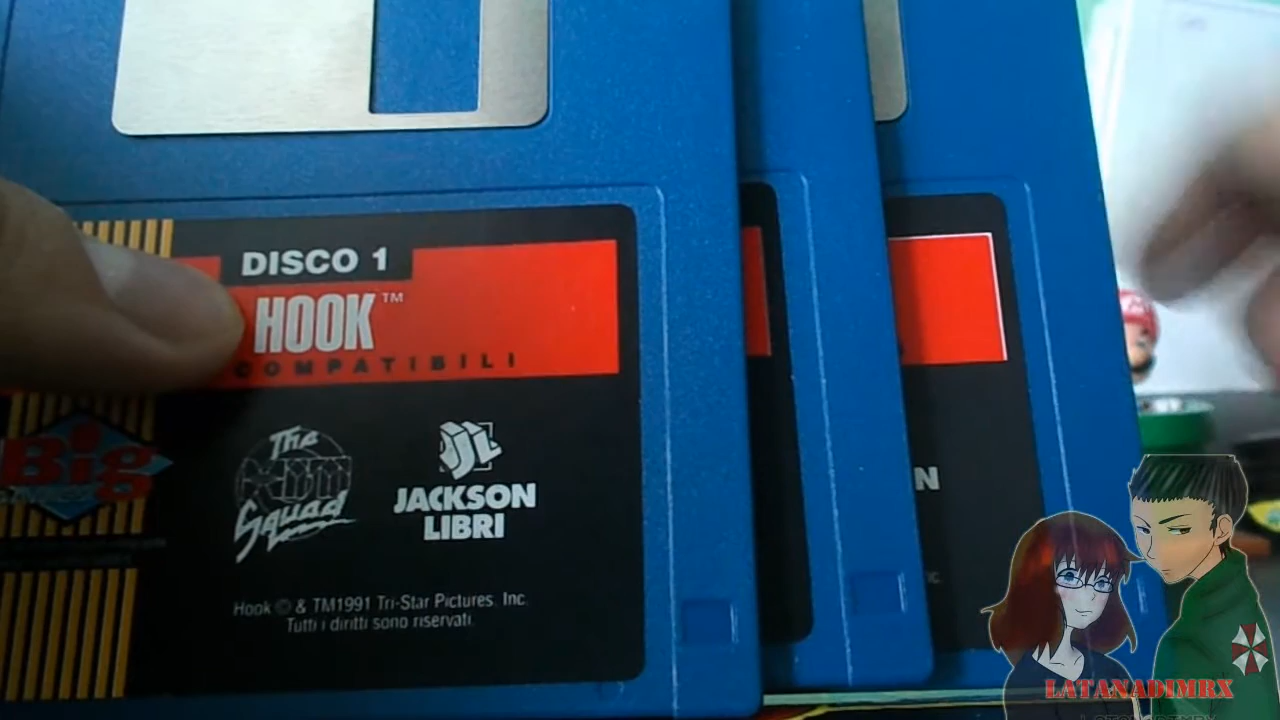 DISCO 1
HOOK™
COMPATIBILI
Big
The
Squad
JACKSON
LIBRI
Hook © & TM1991 Tri-Star Pictures. Inc.
Tutti i diritti sono riservati.
N
LATANADIMRX